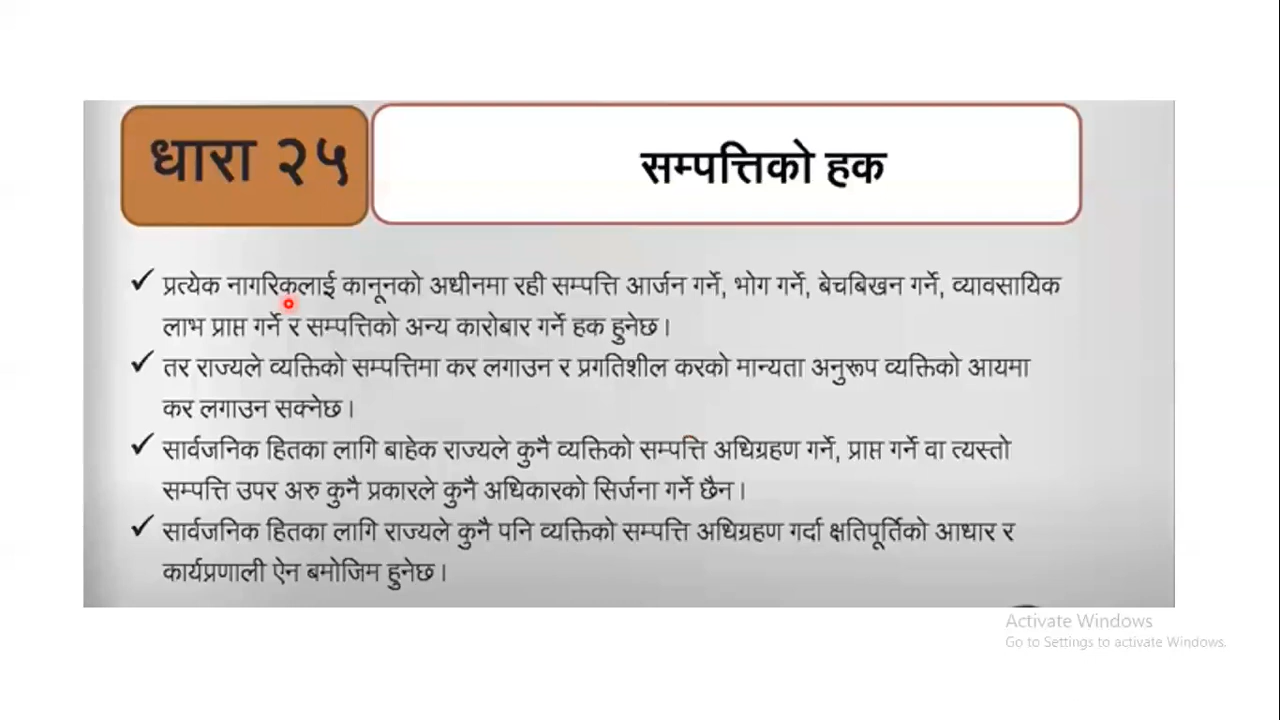 धारा २५
सम्पत्तिको हक
✓ प्रत्येक नागरिकलाई कानूनको अधीनमा रही सम्पत्ति आर्जन गर्ने, भोग गर्ने, बेचबिखन गर्ने, व्यावसायिक
लाभ प्राप्त गर्ने र सम्पत्तिको अन्य कारोबार गर्ने हक हुनेछ।
✓ तर राज्यले व्यक्तिको सम्पत्तिमा कर लगाउन र प्रगतिशील करको मान्यता अनुरूप व्यक्तिको आयमा
कर लगाउन सक्नेछ।
✓ सार्वजनिक हितका लागि बाहेक राज्यले कुनै व्यक्तिको सम्पत्ति अधिग्रहण गर्ने, प्राप्त गर्ने वा त्यस्तो
सम्पत्ति उपर अरु कुनै प्रकारले कुनै अधिकारको सिर्जना गर्ने छैन।
✓ सार्वजनिक हितका लागि राज्यले कुनै पनि व्यक्तिको सम्पत्ति अधिग्रहण गर्दा क्षतिपूर्तिको आधार र
कार्यप्रणाली ऐन बमोजिम हुनेछ।
Activate Windows
Go to Settings to activate Windows.